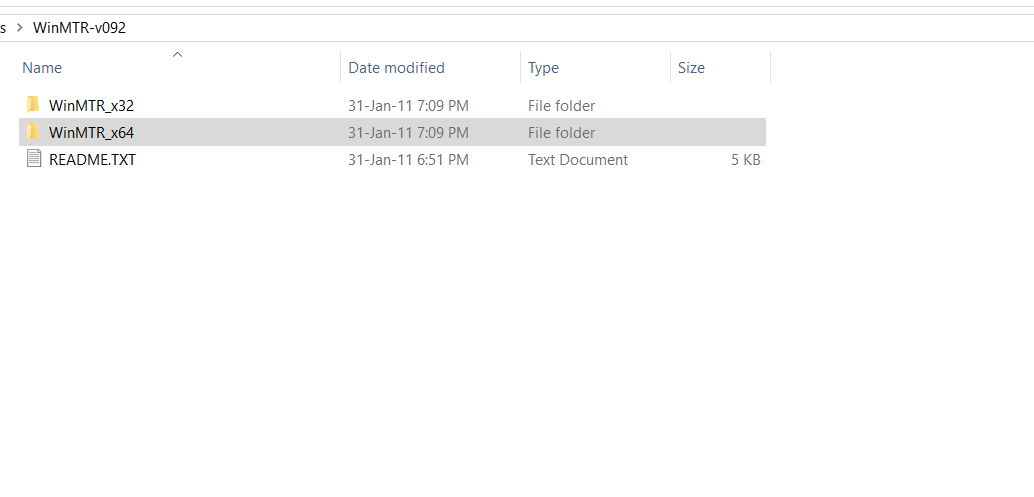 s > WinMTR-v092
Name Date modified Type Size
WinMTR_x32 31-Jan-11 7:09 PM File folder
WinMTR_x64 31-Jan-11 7:09 PM File folder
README.TXT 31-Jan-11 6:51 PM Text Document 5 KB